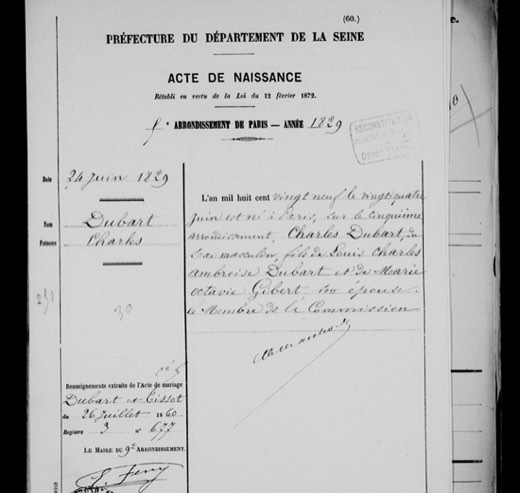 (60.)
PRÉFECTURE DU DÉPARTEMENT DE LA SEINE
ACTE DE NAISSANCE
Rétabli en vertu de la Loi du 12 février 1872.
5e ARRONDISSEMENT DE PARIS — ANNÉE 1829
Date
24 juin 1829
Nom
Dubart
Prénoms
Charles
30
L'an mil huit cent vingt neuf le vingt quatre
juin est né à Paris, sur le cinquième
arrondissement, Charles Dubart, du
sexe masculin, fils de Louis Charles
Ambroise Dubart et de Marie
Octavie Gibert, son épouse.
Le Membre de la Commission
Renseignements extraits de l'Acte de mariage
Dubart et Cissot
du 26 juillet 1860
Registre 3 n° 677
LE MAIRE DU 9e ARRONDISSEMENT.